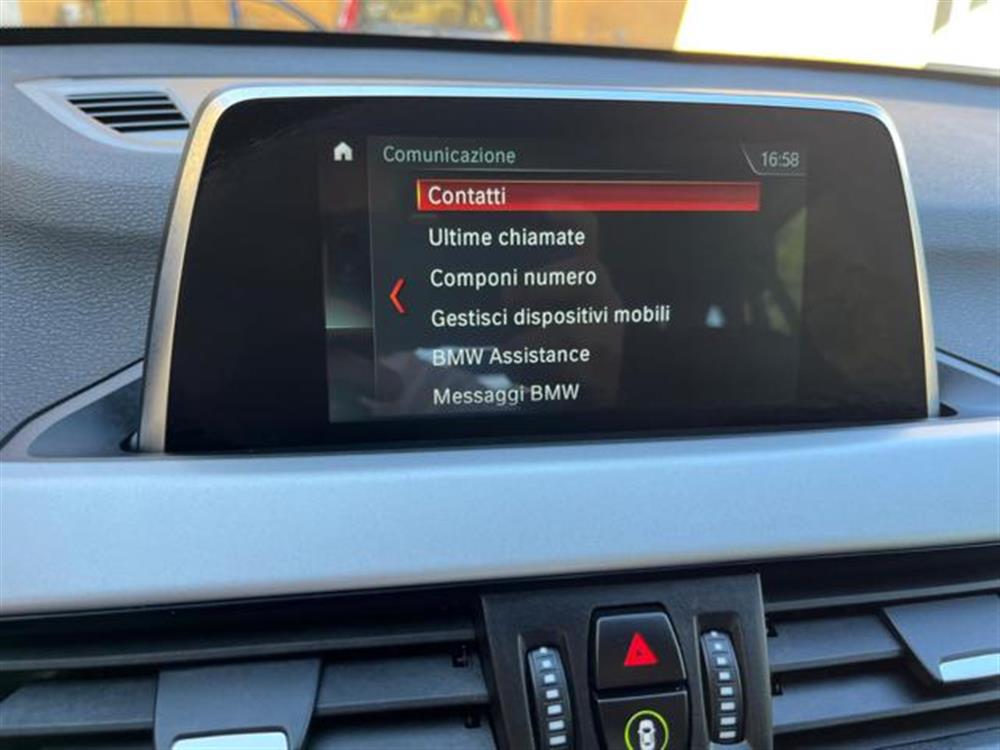 Comunicazione
16:58
Contatti
Ultime chiamate
Componi numero
Gestisci dispositivi mobili
BMW Assistance
Messaggi BMW